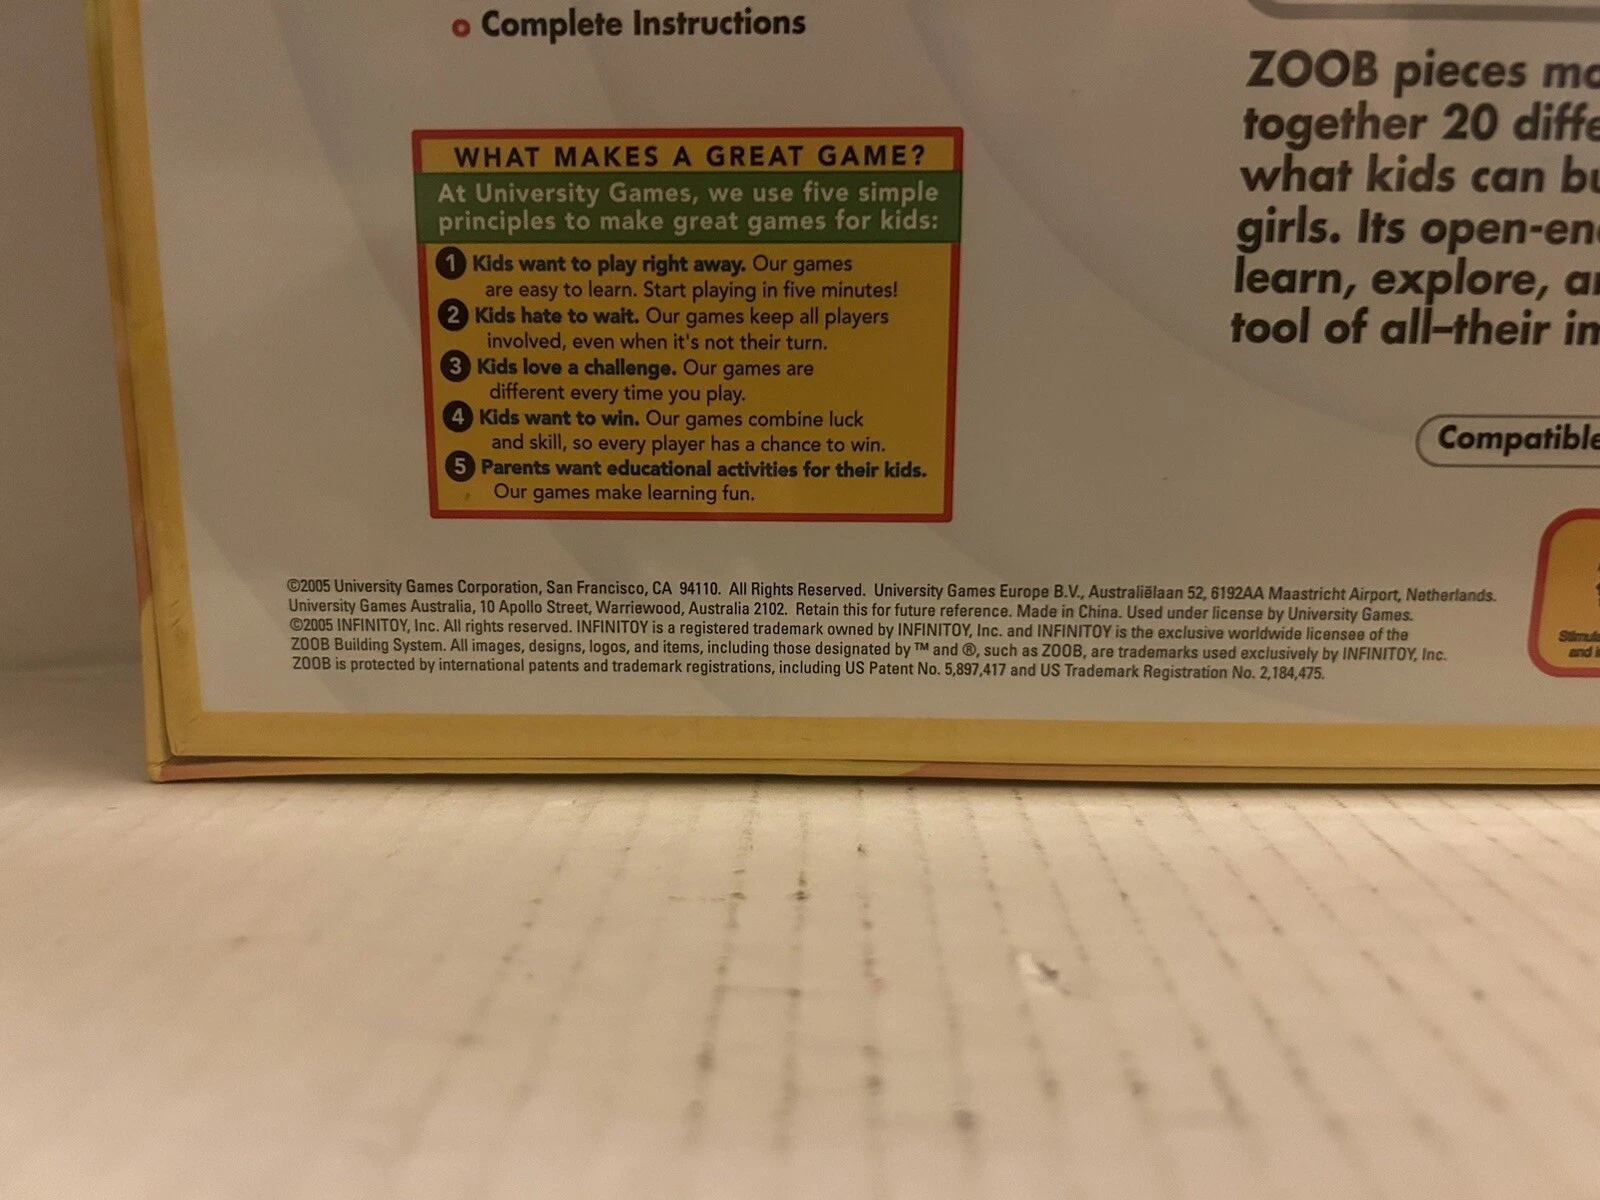 Complete Instructions
WHAT MAKES A GREAT GAME?
At University Games, we use five simple
principles to make great games for kids:
1 Kids want to play right away. Our games
are easy to learn. Start playing in five minutes!
2 Kids hate to wait. Our games keep all players
involved, even when it's not their turn.
3 Kids love a challenge. Our games are
different every time you play.
4 Kids want to win. Our games combine luck
and skill, so every player has a chance to win.
5 Parents want educational activities for their kids.
Our games make learning fun.
ZOOB pieces
together 20
what kids can
girls. Its
learn, explore,
tool of all–their
Compatible
©2005 University Games Corporation, San Francisco, CA 94110. All Rights Reserved. University Games Europe B.V., Australiëlaan 52, 6192AA Maastricht Airport, Netherlands.
University Games Australia, 10 Apollo Street, Warriewood, Australia 2102. Retain this for future reference. Made in China. Used under license by University Games.
©2005 INFINITOY, Inc. All rights reserved. INFINITOY is a registered trademark owned by INFINITOY, Inc. and INFINITOY is the exclusive worldwide licensee of the
ZOOB Building System. All images, designs, logos, and items, including those designated by ™ and ®, such as ZOOB, are trademarks used exclusively by INFINITOY, Inc.
ZOOB is protected by international patents and trademark registrations, including US Patent No. 5,897,417 and US Trademark Registration No. 2,184,475.
and